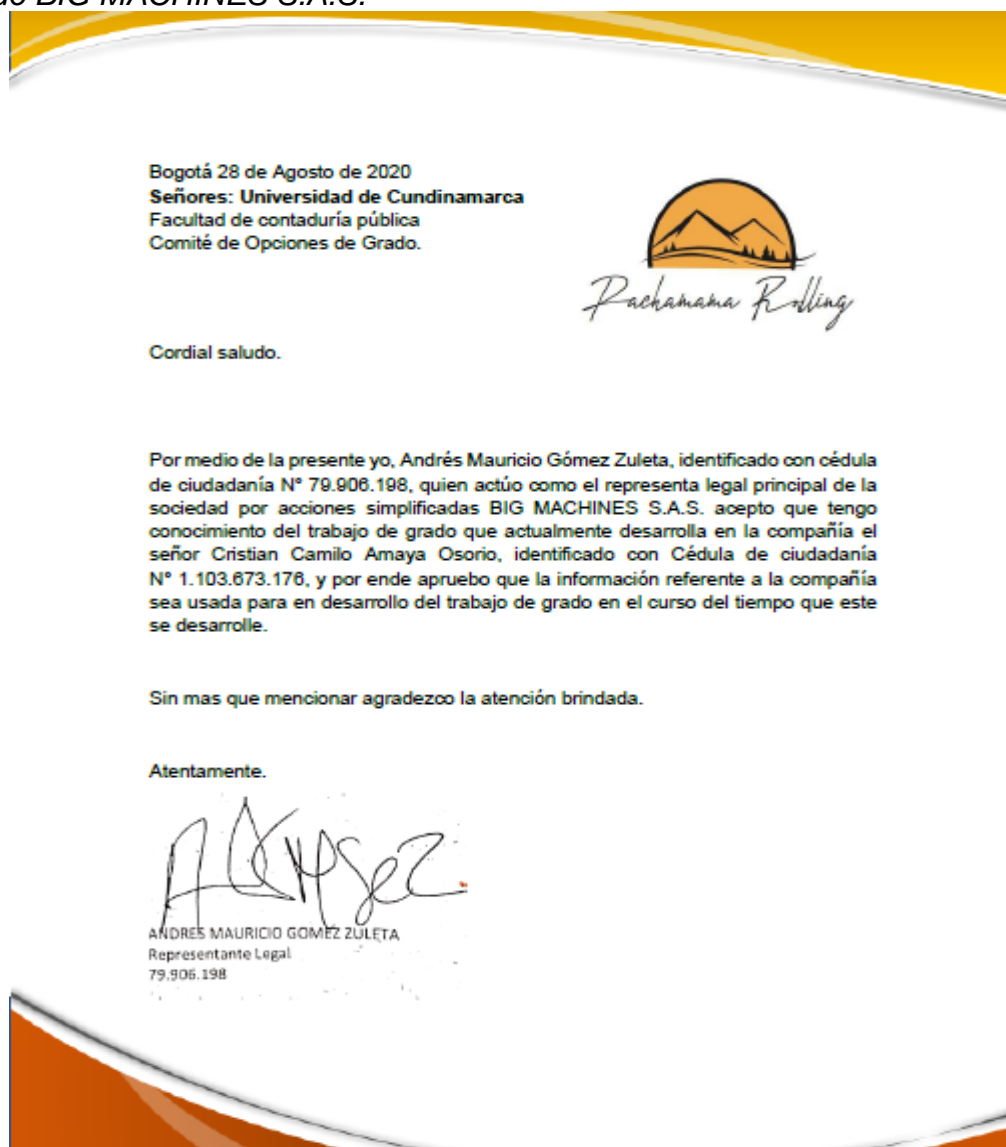 BIG MACHINES S.A.S.
Bogotá 28 de Agosto de 2020
Señores: Universidad de Cundinamarca
Facultad de contaduría pública
Comité de Opciones de Grado.
Pachamama Rolling
Cordial saludo.
Por medio de la presente yo, Andrés Mauricio Gómez Zuleta, identificado con cédula
de ciudadanía N° 79.906.198, quien actúo como el representa legal principal de la
sociedad por acciones simplificadas BIG MACHINES S.A.S. acepto que tengo
conocimiento del trabajo de grado que actualmente desarrolla en la compañía el
señor Cristian Camilo Amaya Osorio, identificado con Cédula de ciudadanía
N° 1.103.673.176, y por ende apruebo que la información referente a la compañía
sea usada para en desarrollo del trabajo de grado en el curso del tiempo que este
se desarrolle.
Sin mas que mencionar agradezco la atención brindada.
Atentamente.
ANDRES MAURICIO GOMEZ ZULETA
Representante Legal
79.906.198